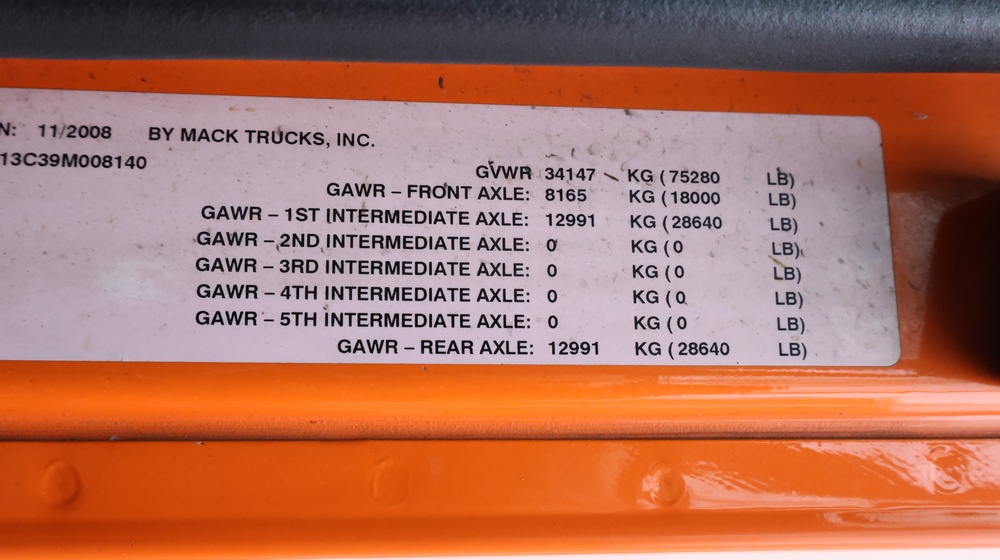 N: 11/2008 BY MACK TRUCKS, INC.
13C39M008140
GVWR 34147 KG (75280 LB)
GAWR – FRONT AXLE: 8165 KG (18000 LB)
GAWR – 1ST INTERMEDIATE AXLE: 12991 KG (28640 LB)
GAWR – 2ND INTERMEDIATE AXLE: 0 KG (0 LB)
GAWR – 3RD INTERMEDIATE AXLE: 0 KG (0 LB)
GAWR – 4TH INTERMEDIATE AXLE: 0 KG (0 LB)
GAWR – 5TH INTERMEDIATE AXLE: 0 KG (0 LB)
GAWR – REAR AXLE: 12991 KG (28640 LB)